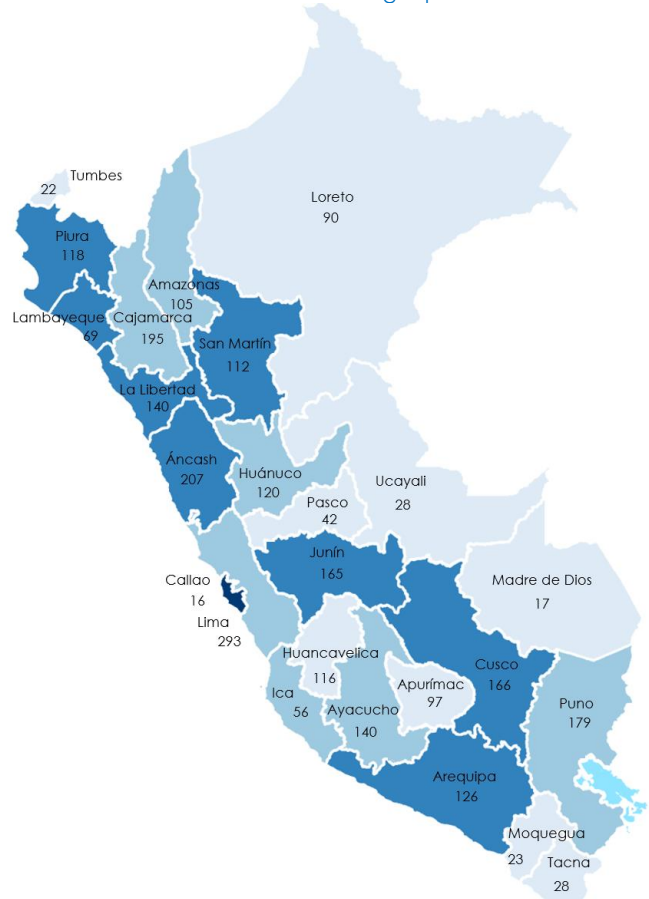 Tumbes
22
Loreto
90
Piura
118
Amazonas
105
Lambayeque
69
Cajamarca
195
San Martín
112
La Libertad
140
Áncash
207
Huánuco
120
Ucayali
28
Pasco
42
Junín
165
Callao
16
Madre de Dios
17
Lima
293
Huancavelica
116
Cusco
166
Apurímac
97
Ica
56
Ayacucho
140
Puno
179
Arequipa
126
Moquegua
23
Tacna
28